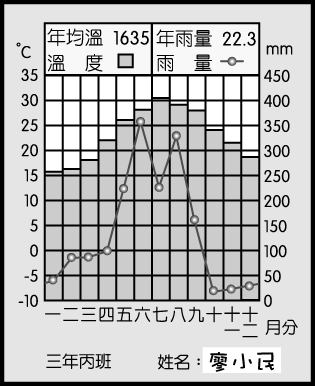 年均溫 1635 年雨量 22.3
溫 度 雨 量
°C mm
35 450
30 400
25 350
20 300
15 250
10 200
5 150
0 100
-5 50
-10 0
一 二 三 四 五 六 七 八 九 十 十一 十二 月分
三年丙班 姓名：廖小民